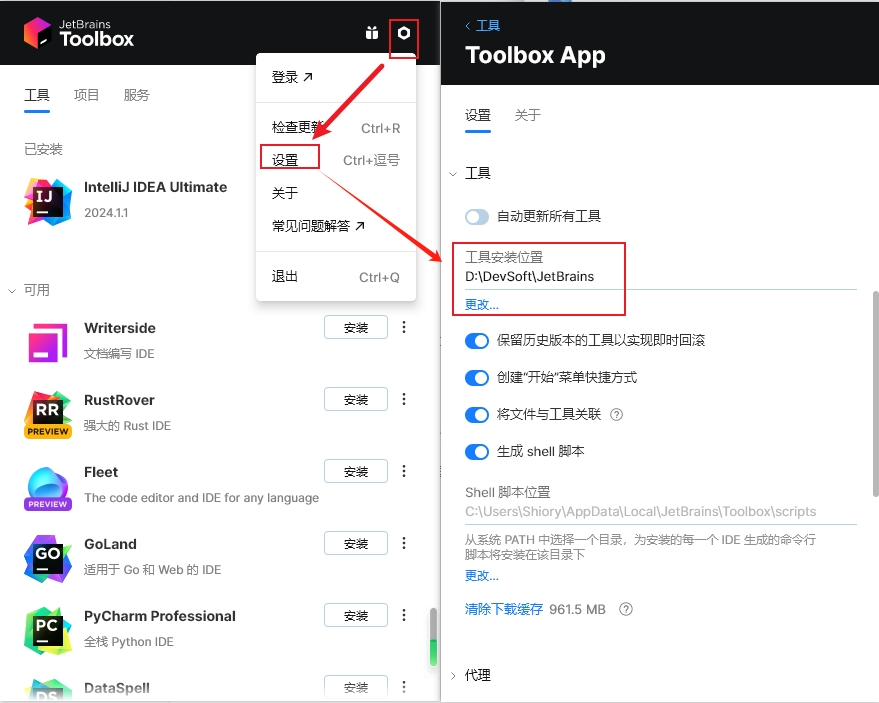 JetBrains
Toolbox
工具
项目
服务
已安装
IJ
IntelliJ IDEA Ultimate
2024.1.1
可用
Writerside
文档编写 IDE
安装
RR
PREVIEW
RustRover
强大的 Rust IDE
安装
PREVIEW
Fleet
The code editor and IDE for any language
安装
GO
GoLand
适用于 Go 和 Web 的 IDE
安装
PC
PyCharm Professional
全栈 Python IDE
安装
DS
DataSpell
安装
登录
检查更新
Ctrl+R
设置
Ctrl+逗号
关于
常见问题解答
退出
Ctrl+Q
工具
Toolbox App
设置
关于
工具
自动更新所有工具
工具安装位置
D:\DevSoft\JetBrains
更改...
保留历史版本的工具以实现即时回滚
创建“开始”菜单快捷方式
将文件与工具关联
生成 shell 脚本
Shell 脚本位置
C:\Users\Shiory\AppData\Local\JetBrains\Toolbox\scripts
从系统 PATH 中选择一个目录，为安装的每一个 IDE 生成的命令行
脚本将安装在该目录下
更改...
清除下载缓存 961.5 MB
代理